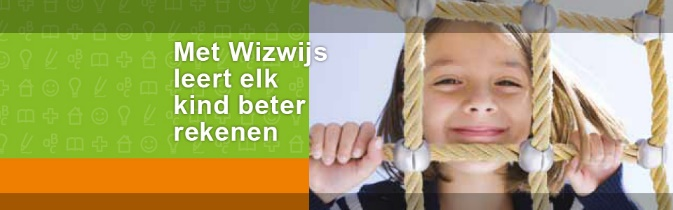 Met Wizwijs
leert elk
kind beter
rekenen